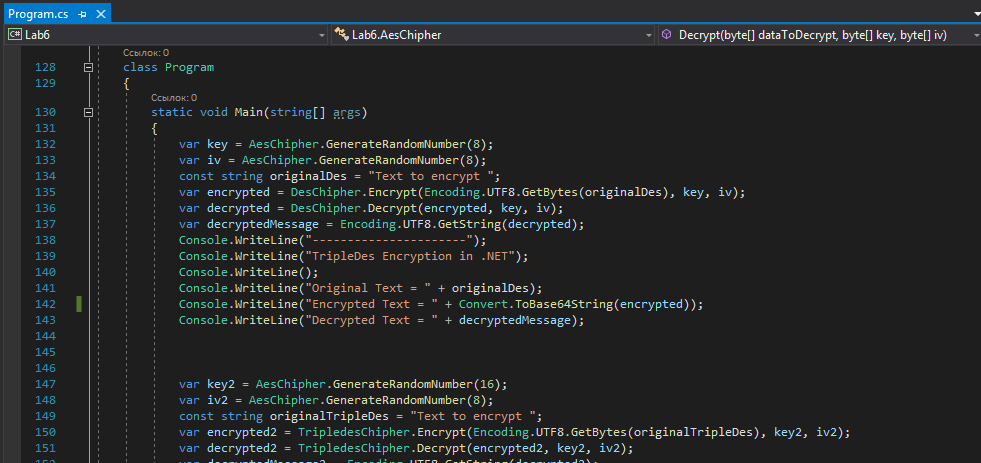 Program.cs
C# Lab6 Lab6.AesChipher Decrypt(byte[] dataToDecrypt, byte[] key, byte[] iv)
Ссылок: 0
128 class Program
129 {
Ссылок: 0
130 static void Main(string[] args)
131 {
132 var key = AesChipher.GenerateRandomNumber(8);
133 var iv = AesChipher.GenerateRandomNumber(8);
134 const string originalDes = "Text to encrypt ";
135 var encrypted = DesChipher.Encrypt(Encoding.UTF8.GetBytes(originalDes), key, iv);
136 var decrypted = DesChipher.Decrypt(encrypted, key, iv);
137 var decryptedMessage = Encoding.UTF8.GetString(decrypted);
138 Console.WriteLine("----------------------");
139 Console.WriteLine("TripleDes Encryption in .NET");
140 Console.WriteLine();
141 Console.WriteLine("Original Text = " + originalDes);
142 Console.WriteLine("Encrypted Text = " + Convert.ToBase64String(encrypted));
143 Console.WriteLine("Decrypted Text = " + decryptedMessage);
144
145
146
147 var key2 = AesChipher.GenerateRandomNumber(16);
148 var iv2 = AesChipher.GenerateRandomNumber(8);
149 const string originalTripleDes = "Text to encrypt ";
150 var encrypted2 = TripledesChipher.Encrypt(Encoding.UTF8.GetBytes(originalTripleDes), key2, iv2);
151 var decrypted2 = TripledesChipher.Decrypt(encrypted2, key2, iv2);